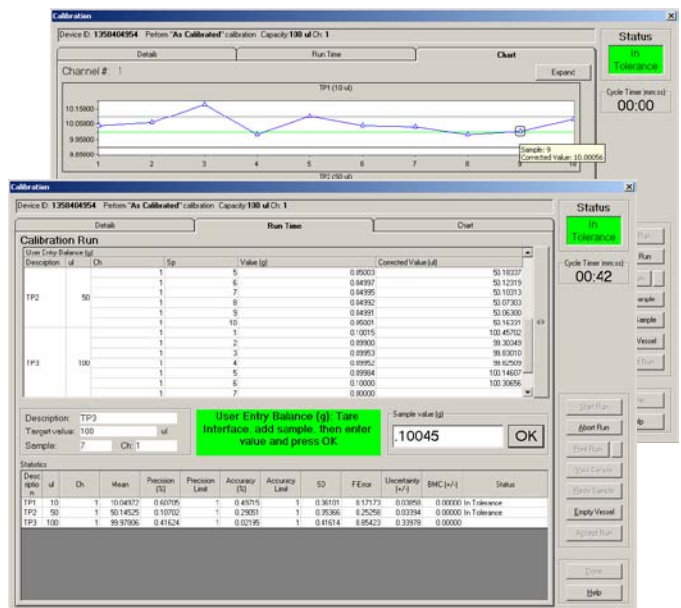 Calibration
Device ID: 1358404954 Perform "As Calibrated" calibration Capacity: 100 ul Ch: 1
Details Run Time Chart
Channel #: 1 Expand
TP1 (10 ul)
10.15000
10.05000
9.95000
9.85000
1 2 3 4 5 6 7 8 10
Sample: 9
Corrected Value: 10.00056
TP2 (50 ul)
Status
In
Tolerance
Cycle Timer (mm:ss)
00:00
Run
Run
ample
Sample
Vessel
Calibration
Device ID: 1358404954 Perform "As Calibrated" calibration Capacity: 100 ul Ch: 1
Details Run Time Chart
Calibration Run
User Entry Balance (g)
Description ul Ch Sp Value (g) Corrected Value (ul)
1 5 0.05003 50.18337
1 6 0.04997 50.12319
1 7 0.04995 50.10313
TP2 50 1 8 0.04992 50.07303
1 9 0.04991 50.06300
1 10 0.05001 50.16331
1 1 0.10015 100.45702
1 2 0.09900 99.30349
1 3 0.09953 99.83010
TP3 100 1 4 0.09952 99.82509
1 5 0.09984 100.14607
1 6 0.10000 100.30656
1 7 0.00000
Description: TP3
Target value: 100 ul
Sample: 7 Ch: 1
User Entry Balance (g): Tare
Interface, add sample, then enter
value and press OK
Sample value (g)
.10045 OK
Statistics
Description ul Ch. Mean Precision (%) Precision Limit Accuracy (%) Accuracy Limit SD F-Error Uncertainty (+/-) BMC (+/-) Status
TP1 10 1 10.04972 0.60705 1 0.49715 1 0.06101 0.17173 0.03858 0.00000 In Tolerance
TP2 50 1 50.14525 0.10702 1 0.29051 1 0.05366 0.25258 0.03394 0.00000 In Tolerance
TP3 100 1 99.97806 0.41624 1 0.02195 1 0.41614 0.85423 0.33978 0.00000
Status
In
Tolerance
Cycle Timer (mm:ss)
00:42
Start Run
Abort Run
Print Run
Void Sample
Redo Sample
Empty Vessel
Accept Run
Done
Help